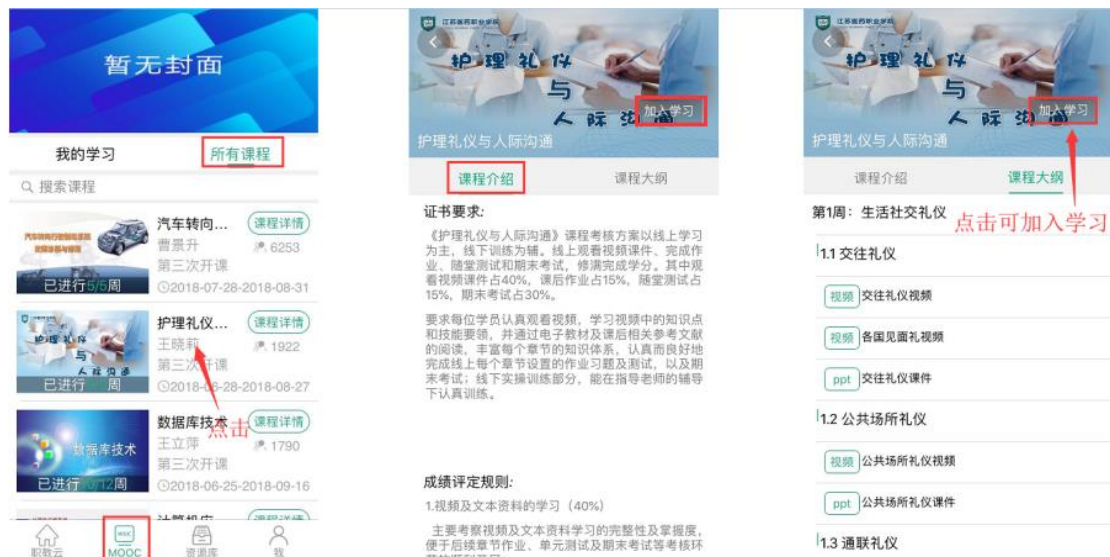 暂无封面
我的学习
所有课程
搜索课程
汽车转向...
课程详情
曹景升
6253
第三次开课
已进行5/5周
2018-07-28-2018-08-31
护理礼仪...
课程详情
王晓莉
1922
第三次开课
已进行
周
2018-06-28-2018-08-27
护理礼仪
与
人际沟通
数据库技术
课程详情
点击
王立萍
1790
第三次开课
数据库技术
已进行
/12周
2018-06-25-2018-09-16
课程详情
职教云
MOOC
资源库
我
江苏医药职业学院
护理礼仪
与
人际沟通
加入学习
护理礼仪与人际沟通
课程介绍
课程大纲
证书要求:
《护理礼仪与人际沟通》课程考核方案以线上学习
为主，线下训练为辅。线上观看视频课件、完成作
业、随堂测试和期末考试，修满完成学分。其中观
看视频课件占40%，课后作业占15%，随堂测试占
15%，期末考试占30%。
要求每位学员认真观看视频，学习视频中的知识点
和技能要领，并通过电子教材及课后相关参考文献
的阅读，丰富每个章节的知识体系，认真而良好地
完成线上每个章节设置的作业习题及测试，以及期
末考试；线下实操训练部分，能在指导老师的辅导
下认真训练。
成绩评定规则:
1.视频及文本资料的学习（40%）
主要考察视频及文本资料学习的完整性及掌握度，
便于后续章节作业、单元测试及期末考试等考核环
江苏医药职业学院
护理礼仪
与
人际沟通
加入学习
护理礼仪与人际沟通
课程介绍
课程大纲
第1周：生活社交礼仪
点击可加入学习
1.1 交往礼仪
视频 交往礼仪视频
视频 各国见面礼视频
ppt 交往礼仪课件
1.2 公共场所礼仪
视频 公共场所礼仪视频
ppt 公共场所礼仪课件
1.3 通联礼仪